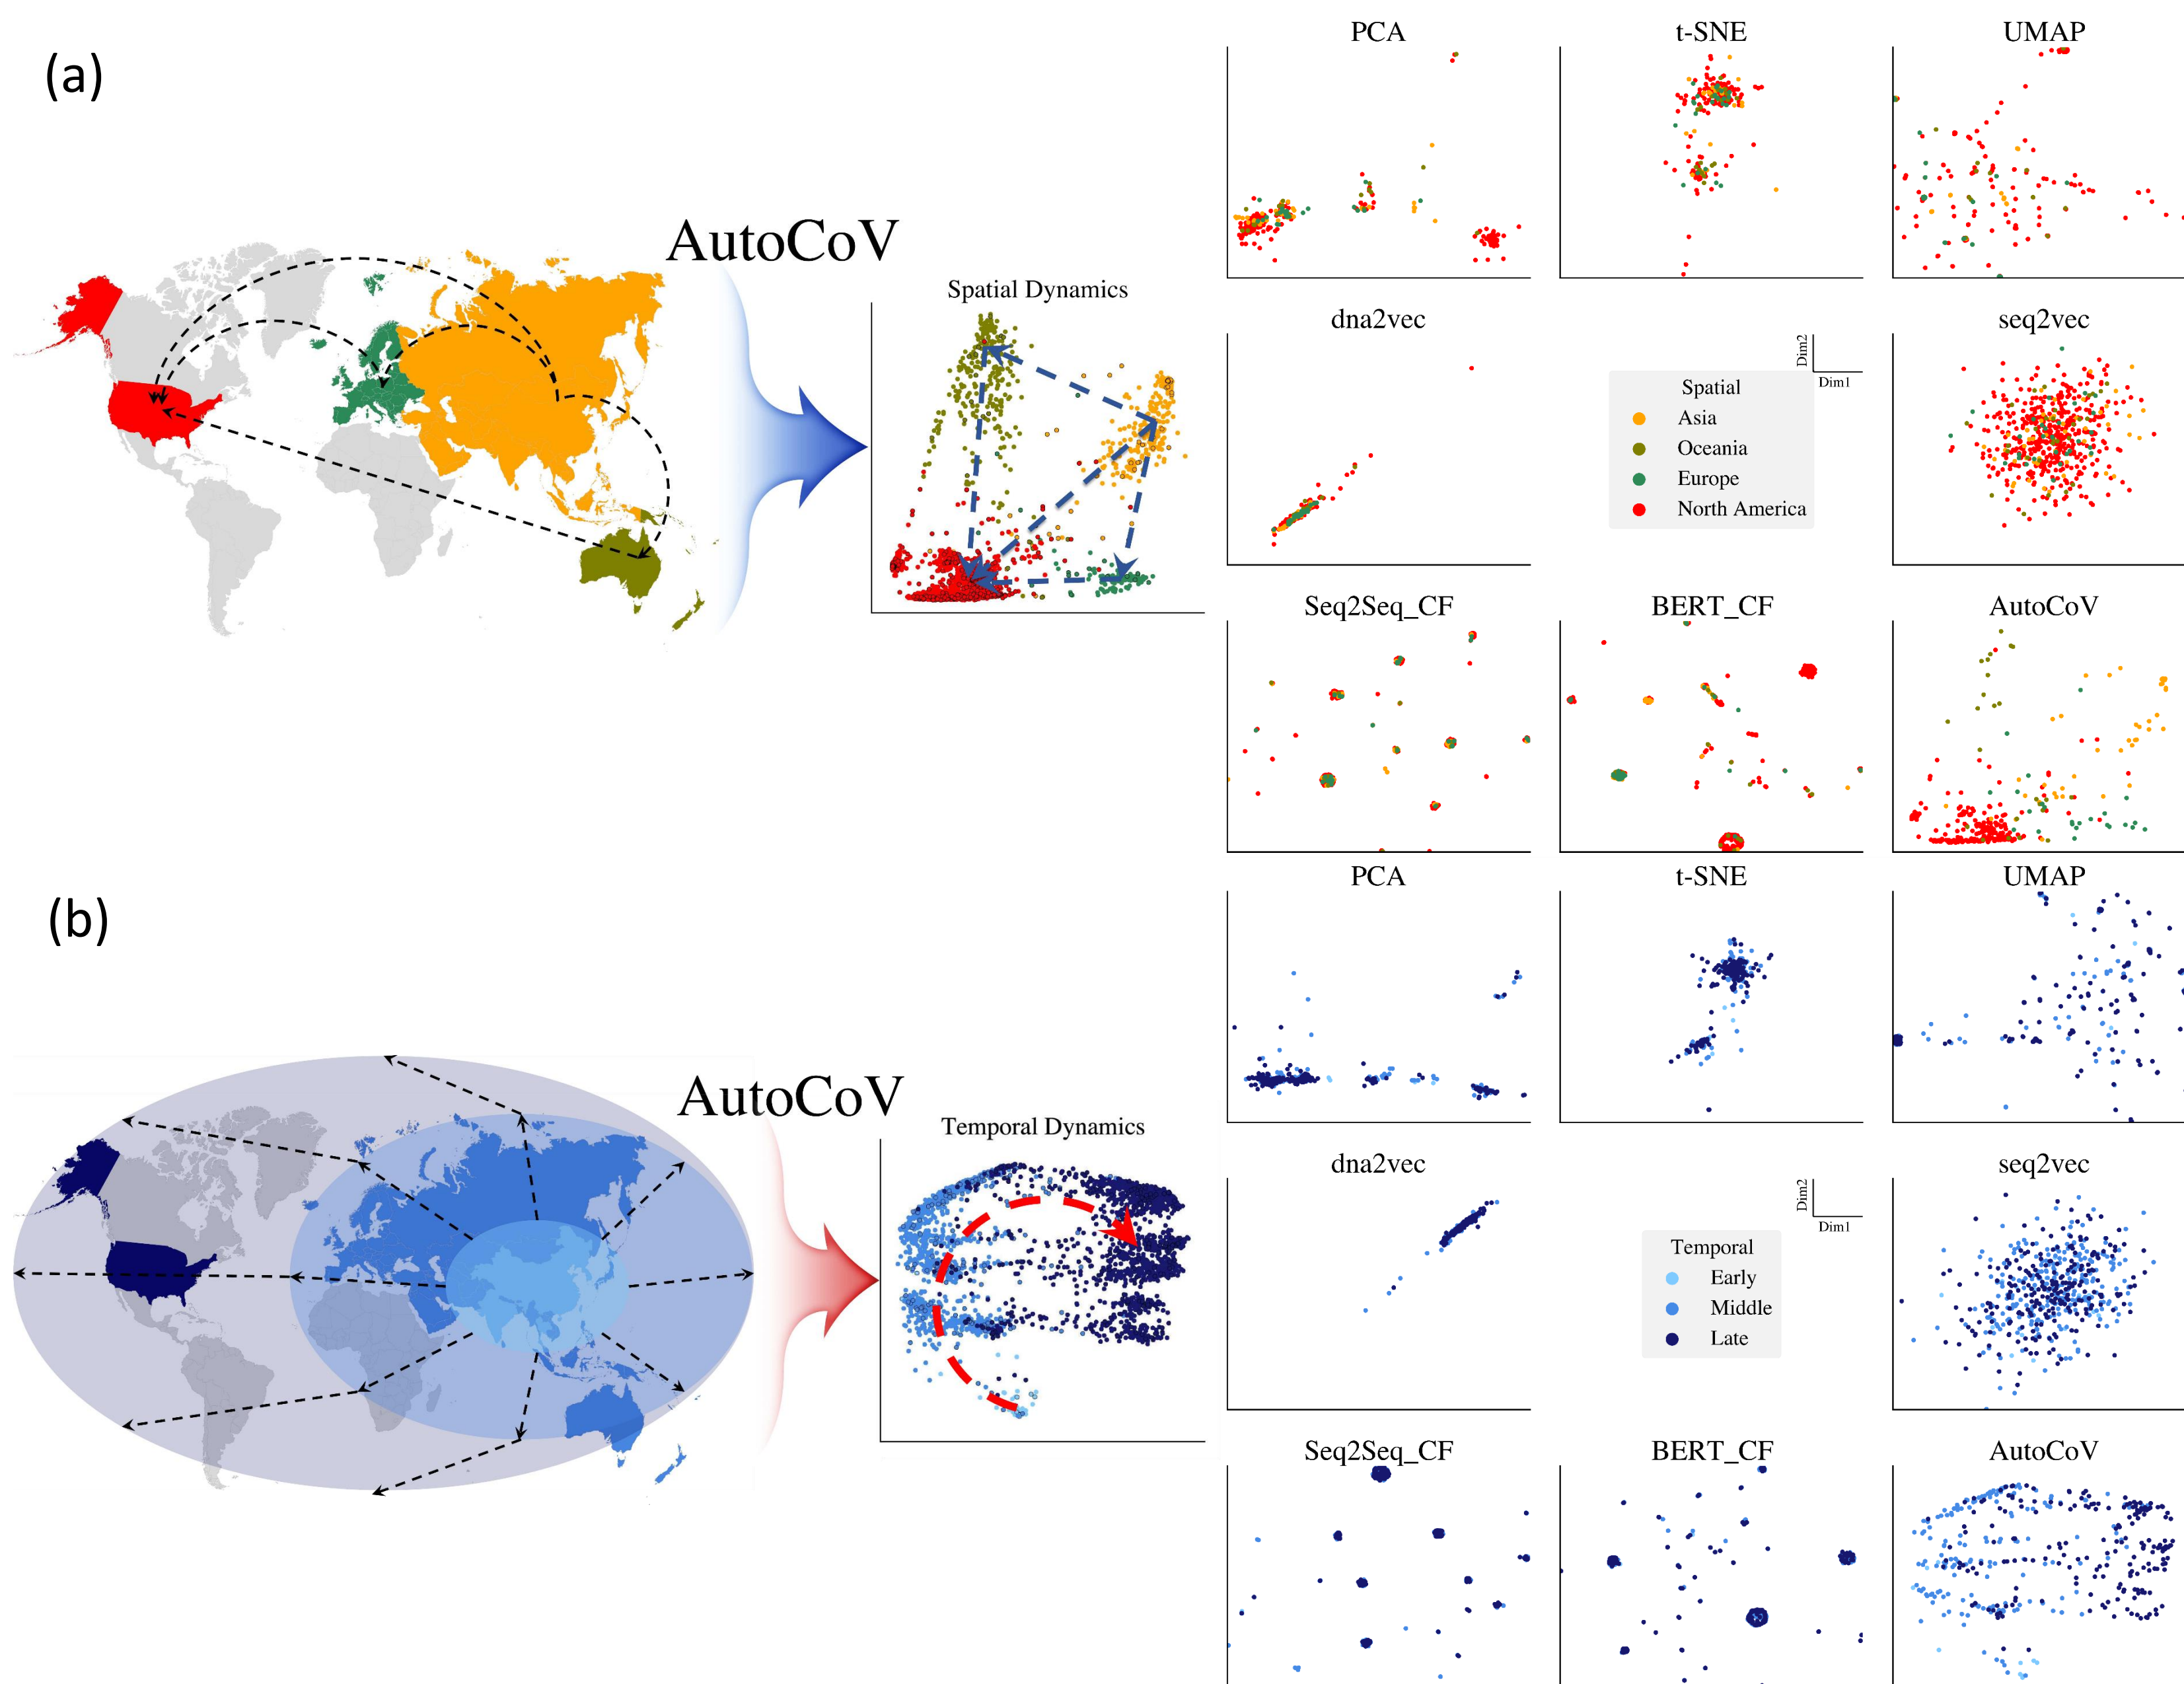 (a)
AutoCoV
Spatial Dynamics
PCA
t-SNE
UMAP
dna2vec
seq2vec
Dim2
Dim1
Spatial
Asia
Oceania
Europe
North America
Seq2Seq_CF
BERT_CF
AutoCoV
(b)
AutoCoV
Temporal Dynamics
PCA
t-SNE
UMAP
dna2vec
seq2vec
Dim2
Dim1
Temporal
Early
Middle
Late
Seq2Seq_CF
BERT_CF
AutoCoV